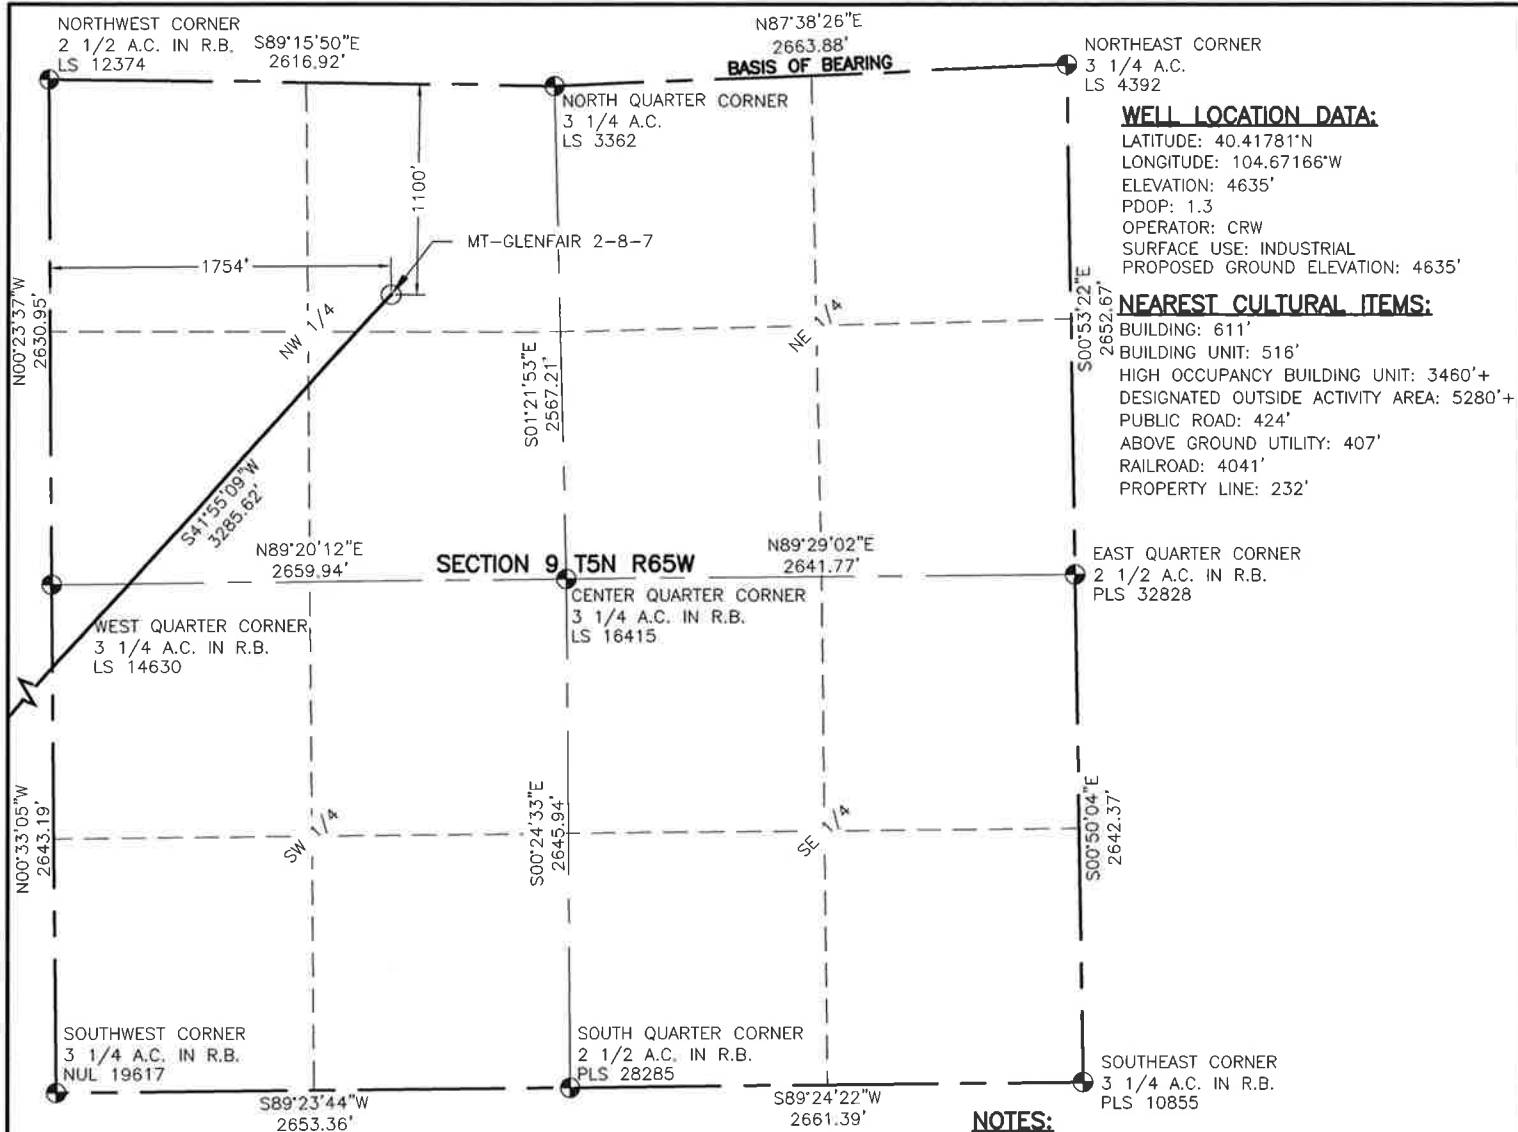 NORTHWEST CORNER
2 1/2 A.C. IN R.B.
LS 12374
S89°15'50"E
2616.92'
N87°38'26"E
2663.88'
BASIS OF BEARING
NORTHEAST CORNER
3 1/4 A.C.
LS 4392
NORTH QUARTER CORNER
3 1/4 A.C.
LS 3362
WELL LOCATION DATA:
LATITUDE: 40.41781°N
LONGITUDE: 104.67166°W
ELEVATION: 4635'
PDOP: 1.3
OPERATOR: CRW
SURFACE USE: INDUSTRIAL
PROPOSED GROUND ELEVATION: 4635'
1100'
MT-GLENFAIR 2-8-7
1754'
N00°23'37"W
2630.95'
NW 1/4
S01°21'53"E
2567.21'
NE 1/4
S00°53'22"E
2652.67'
NEAREST CULTURAL ITEMS:
BUILDING: 611'
BUILDING UNIT: 516'
HIGH OCCUPANCY BUILDING UNIT: 3460'+
DESIGNATED OUTSIDE ACTIVITY AREA: 5280'+
PUBLIC ROAD: 424'
ABOVE GROUND UTILITY: 407'
RAILROAD: 4041'
PROPERTY LINE: 232'
S41°55'09"W
3285.62'
N89°20'12"E
2659.94'
SECTION 9 T5N R65W
N89°29'02"E
2641.77'
EAST QUARTER CORNER
2 1/2 A.C. IN R.B.
PLS 32828
CENTER QUARTER CORNER
3 1/4 A.C. IN R.B.
LS 16415
WEST QUARTER CORNER
3 1/4 A.C. IN R.B.
LS 14630
N00°33'05"W
2643.19'
SW 1/4
S00°24'33"E
2645.94'
SE 1/4
S00°50'04"E
2642.37'
SOUTHWEST CORNER
3 1/4 A.C. IN R.B.
NUL 19617
SOUTH QUARTER CORNER
2 1/2 A.C. IN R.B.
PLS 28285
SOUTHEAST CORNER
3 1/4 A.C. IN R.B.
PLS 10855
S89°23'44"W
2653.36'
S89°24'22"W
2661.39'
NOTES: